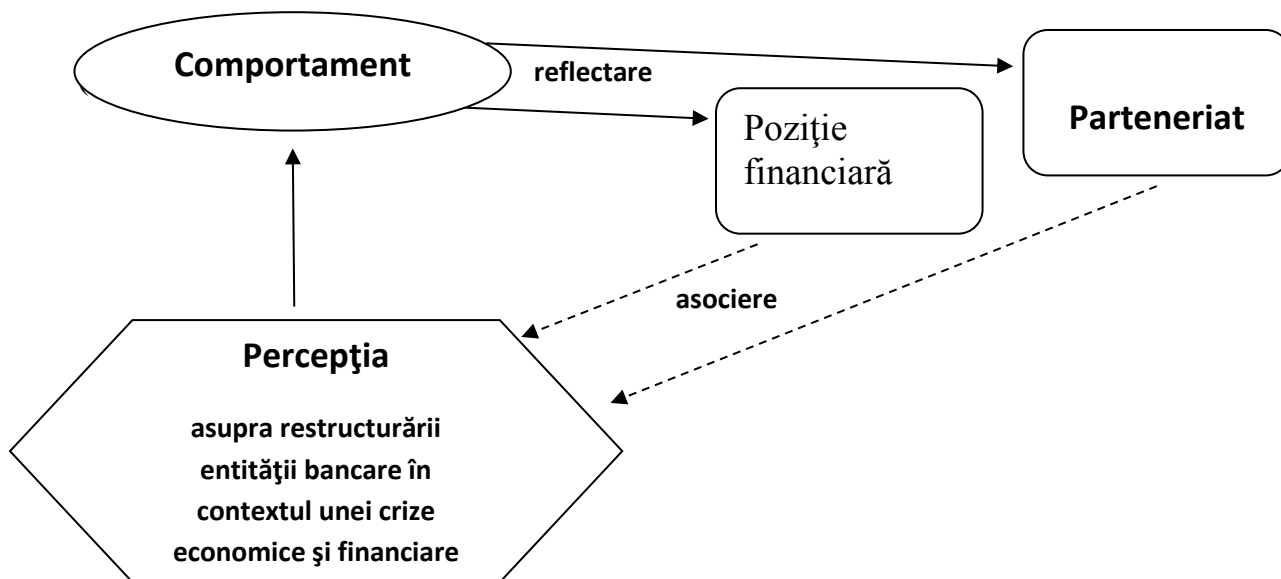 Comportament
reflectare
Parteneriat
Poziţie
financiară
asociere
Percepţia
asupra restructurării
entităţii bancare în
contextul unei crize
economice şi financiare